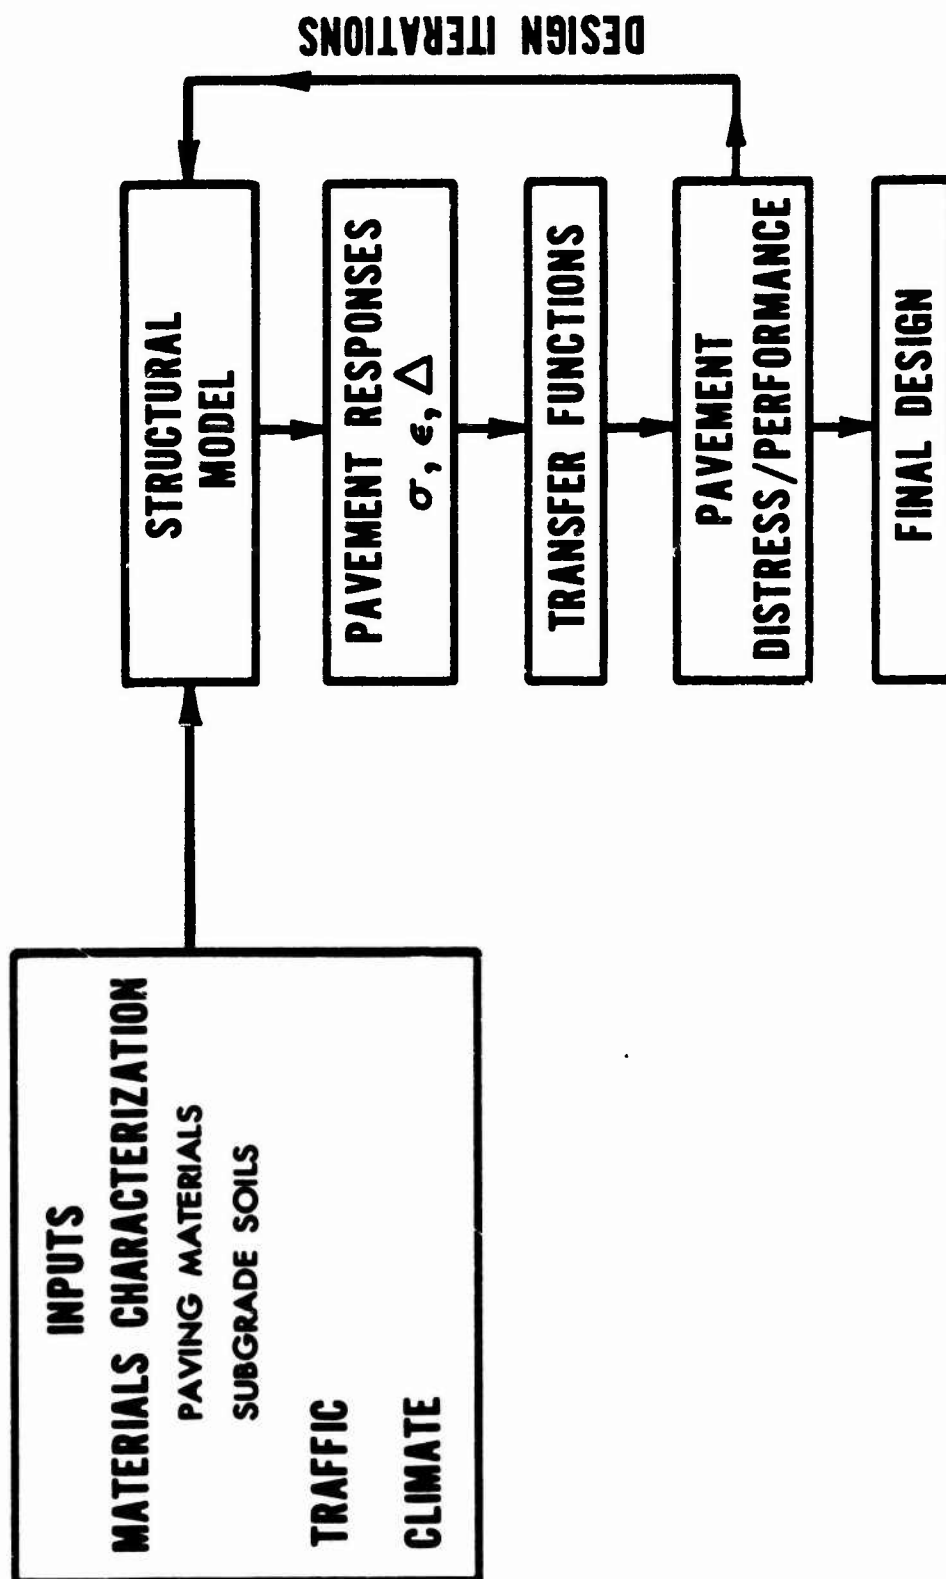 INPUTS
MATERIALS CHARACTERIZATION
PAVING MATERIALS
SUBGRADE SOILS
TRAFFIC
CLIMATE
STRUCTURAL
MODEL
PAVEMENT RESPONSES
σ, ε, Δ
TRANSFER FUNCTIONS
PAVEMENT
DISTRESS/PERFORMANCE
FINAL DESIGN
DESIGN ITERATIONS